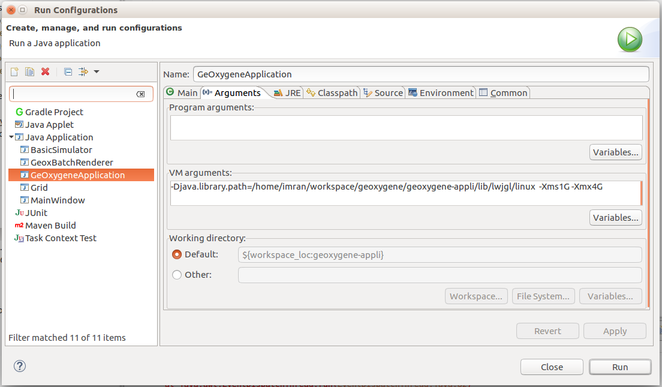 Run Configurations
Create, manage, and run configurations
Run a Java application
Name: GeOxygeneApplication
Main (x)= Arguments JRE Classpath Source Environment Common
Gradle Project
Java Applet
Java Application
BasicSimulator
GeoxBatchRenderer
GeOxygeneApplication
Grid
MainWindow
JUnit
Maven Build
Task Context Test
Filter matched 11 of 11 items
Program arguments:
Variables...
VM arguments:
-Djava.library.path=/home/imran/workspace/geoxygene/geoxygene-appli/lib/lwjgl/linux -Xms1G -Xmx4G
Variables...
Working directory:
Default: ${workspace_loc:geoxygene-appli}
Other:
Workspace... File System... Variables...
Revert Apply
Close Run